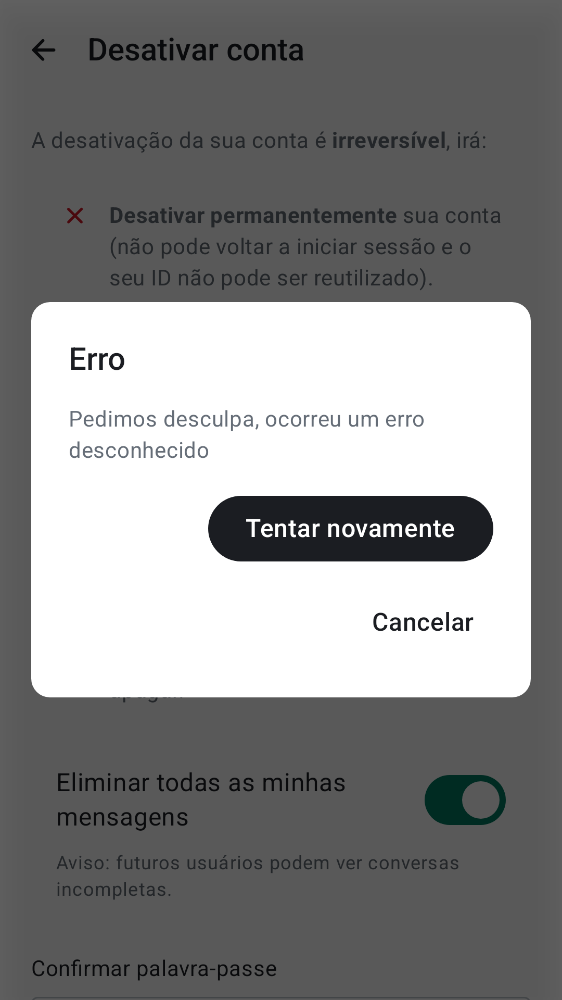 Desativar conta
A desativação da sua conta é irreversível, irá:
Desativar permanentemente sua conta
(não pode voltar a iniciar sessão e o
seu ID não pode ser reutilizado).
Erro
Pedimos desculpa, ocorreu um erro
desconhecido
Tentar novamente
Cancelar
Eliminar todas as minhas
mensagens
Aviso: futuros usuários podem ver conversas
incompletas.
Confirmar palavra-passe